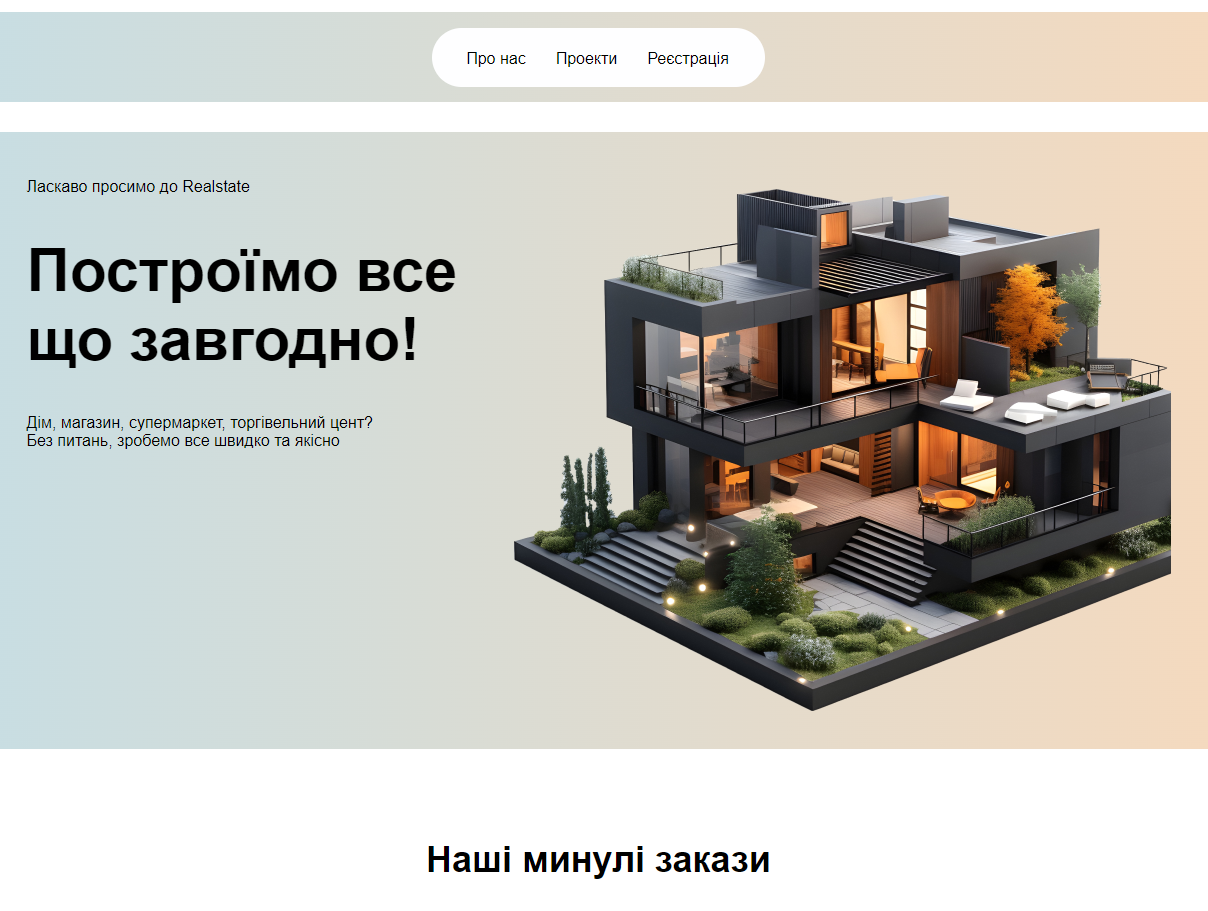 Про нас Проекти Реєстрація
Ласкаво просимо до Realstate
Построїмо все
що завгодно!
Дім, магазин, супермаркет, торгівельний цент?
Без питань, зробемо все швидко та якісно
Наші минулі закази